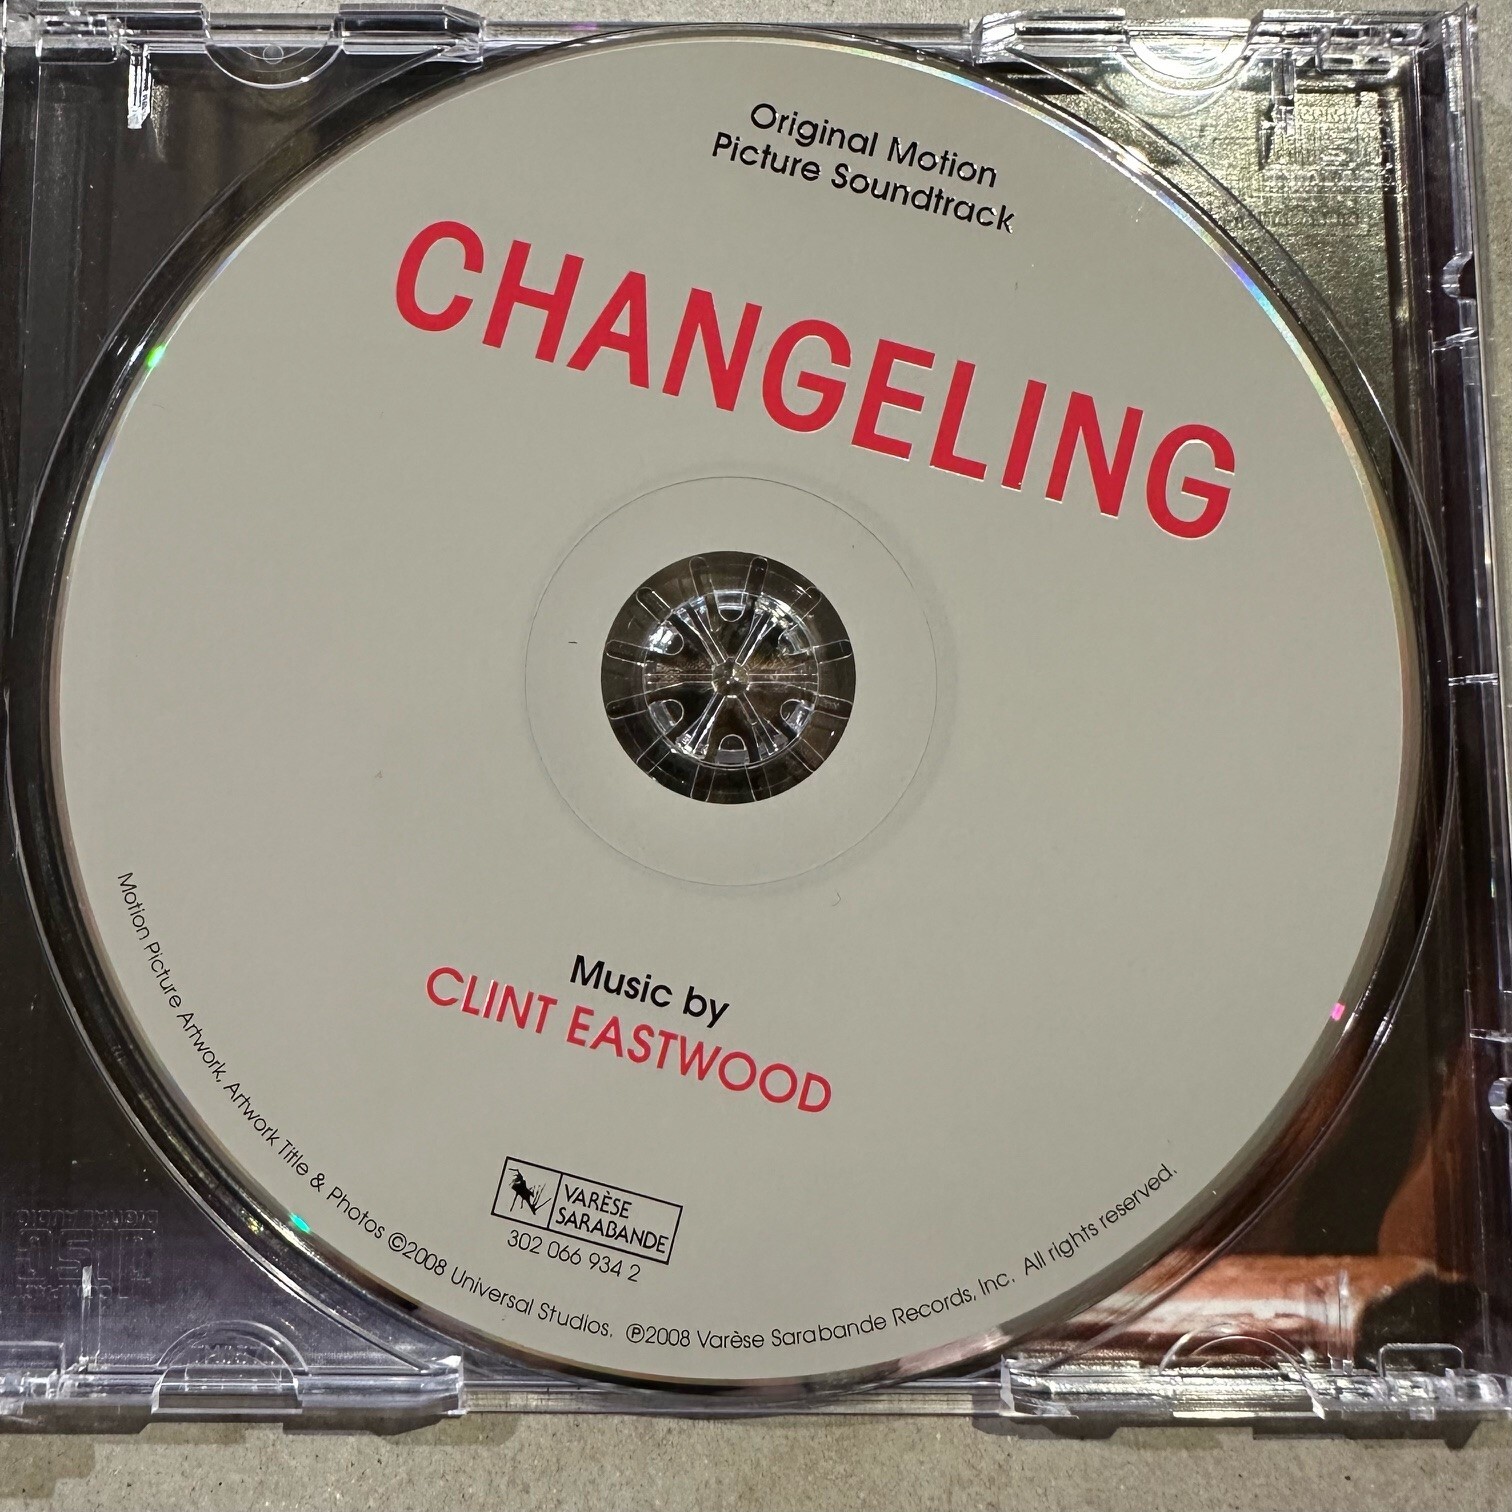 Original Motion
Picture Soundtrack
CHANGELING
Music by
CLINT EASTWOOD
VARÈSE
SARABANDE
302 066 934 2
Motion Picture Artwork, Artwork Title & Photos ©2008 Universal Studios. ℗2008 Varèse Sarabande Records, Inc. All rights reserved.